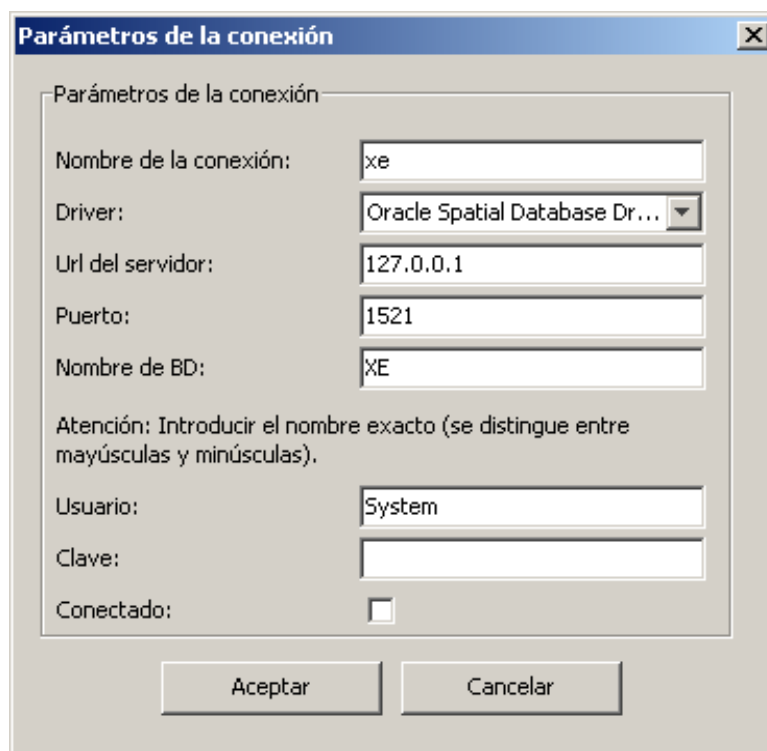 Parámetros de la conexión
Parámetros de la conexión
Nombre de la conexión: xe
Driver: Oracle Spatial Database Dr...
Url del servidor: 127.0.0.1
Puerto: 1521
Nombre de BD: XE
Atención: Introducir el nombre exacto (se distingue entre
mayúsculas y minúsculas).
Usuario: System
Clave:
Conectado:
Aceptar Cancelar